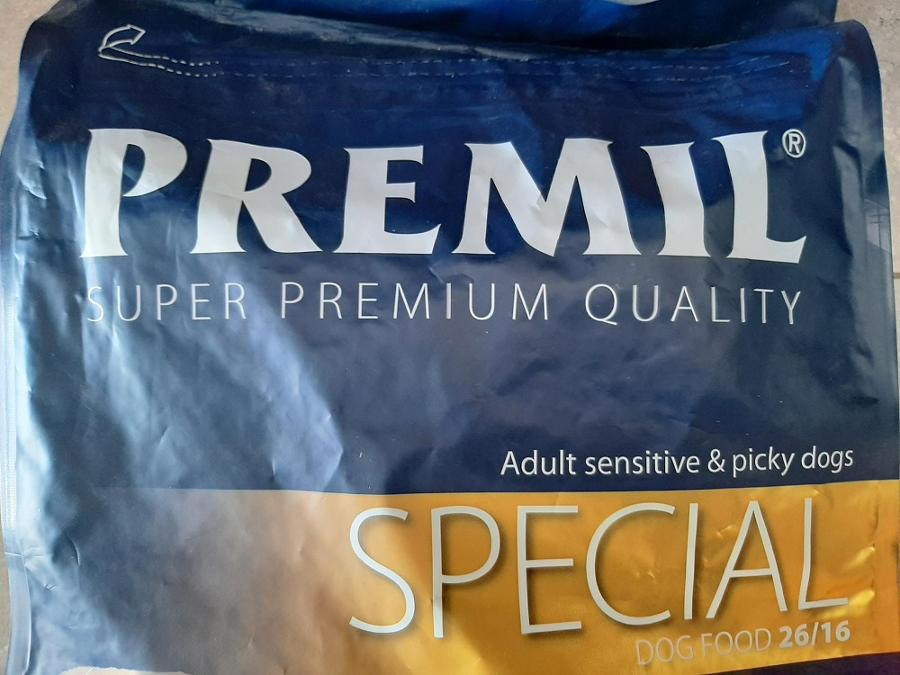 PREMIL®
SUPER PREMIUM QUALITY
Adult sensitive & picky dogs
SPECIAL
DOG FOOD 26/16